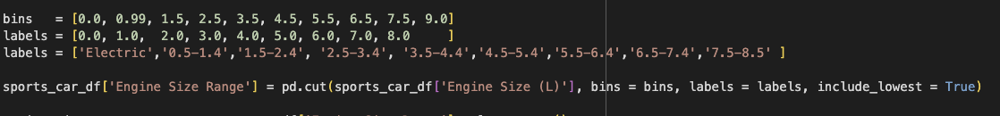 bins   = [0.0, 0.99, 1.5, 2.5, 3.5, 4.5, 5.5, 6.5, 7.5, 9.0]
labels = [0.0, 1.0,  2.0, 3.0, 4.0, 5.0, 6.0, 7.0, 8.0     ]
labels = ['Electric','0.5-1.4','1.5-2.4', '2.5-3.4', '3.5-4.4','4.5-5.4','5.5-6.4','6.5-7.4','7.5-8.5' ]
sports_car_df['Engine Size Range'] = pd.cut(sports_car_df['Engine Size (L)'], bins = bins, labels = labels, include_lowest = True)